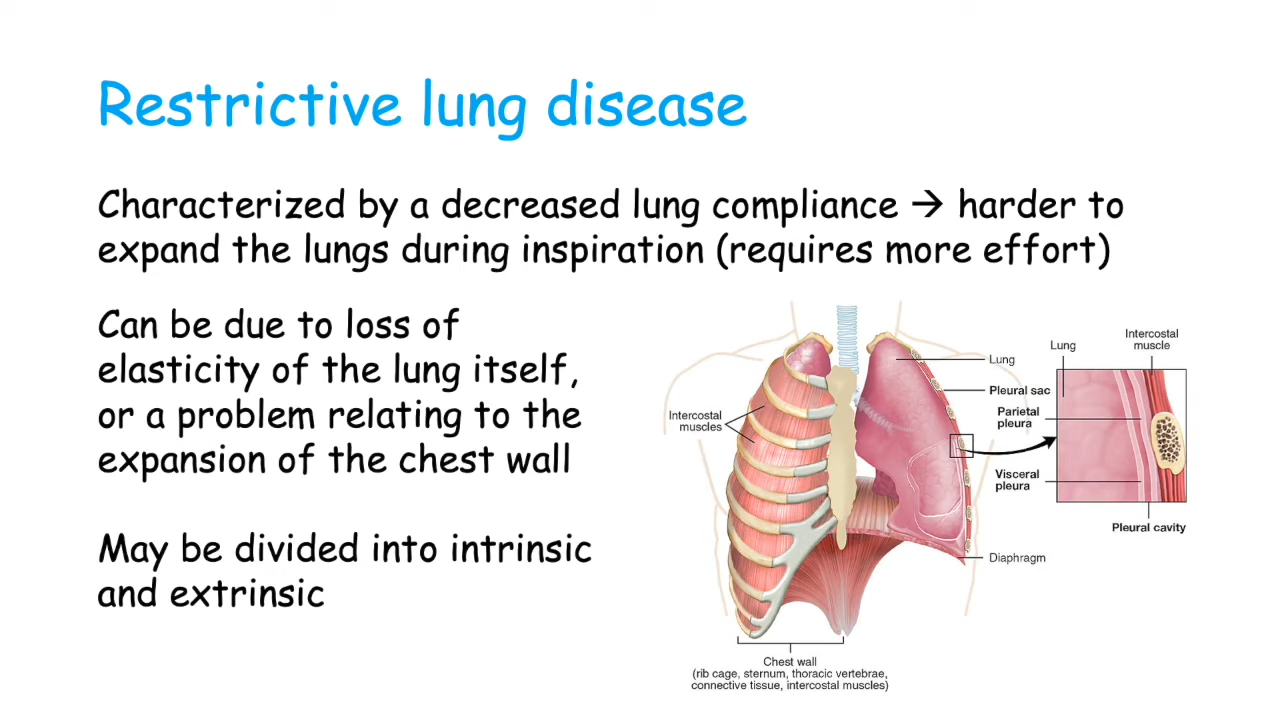 Restrictive lung disease
Characterized by a decreased lung compliance → harder to
expand the lungs during inspiration (requires more effort)
Can be due to loss of
elasticity of the lung itself,
or a problem relating to the
expansion of the chest wall
May be divided into intrinsic
and extrinsic
Intercostal
muscles
Lung
Pleural sac
Parietal
pleura
Visceral
pleura
Diaphragm
Lung
Intercostal
muscle
Pleural cavity
Chest wall
(rib cage, sternum, thoracic vertebrae,
connective tissue, intercostal muscles)